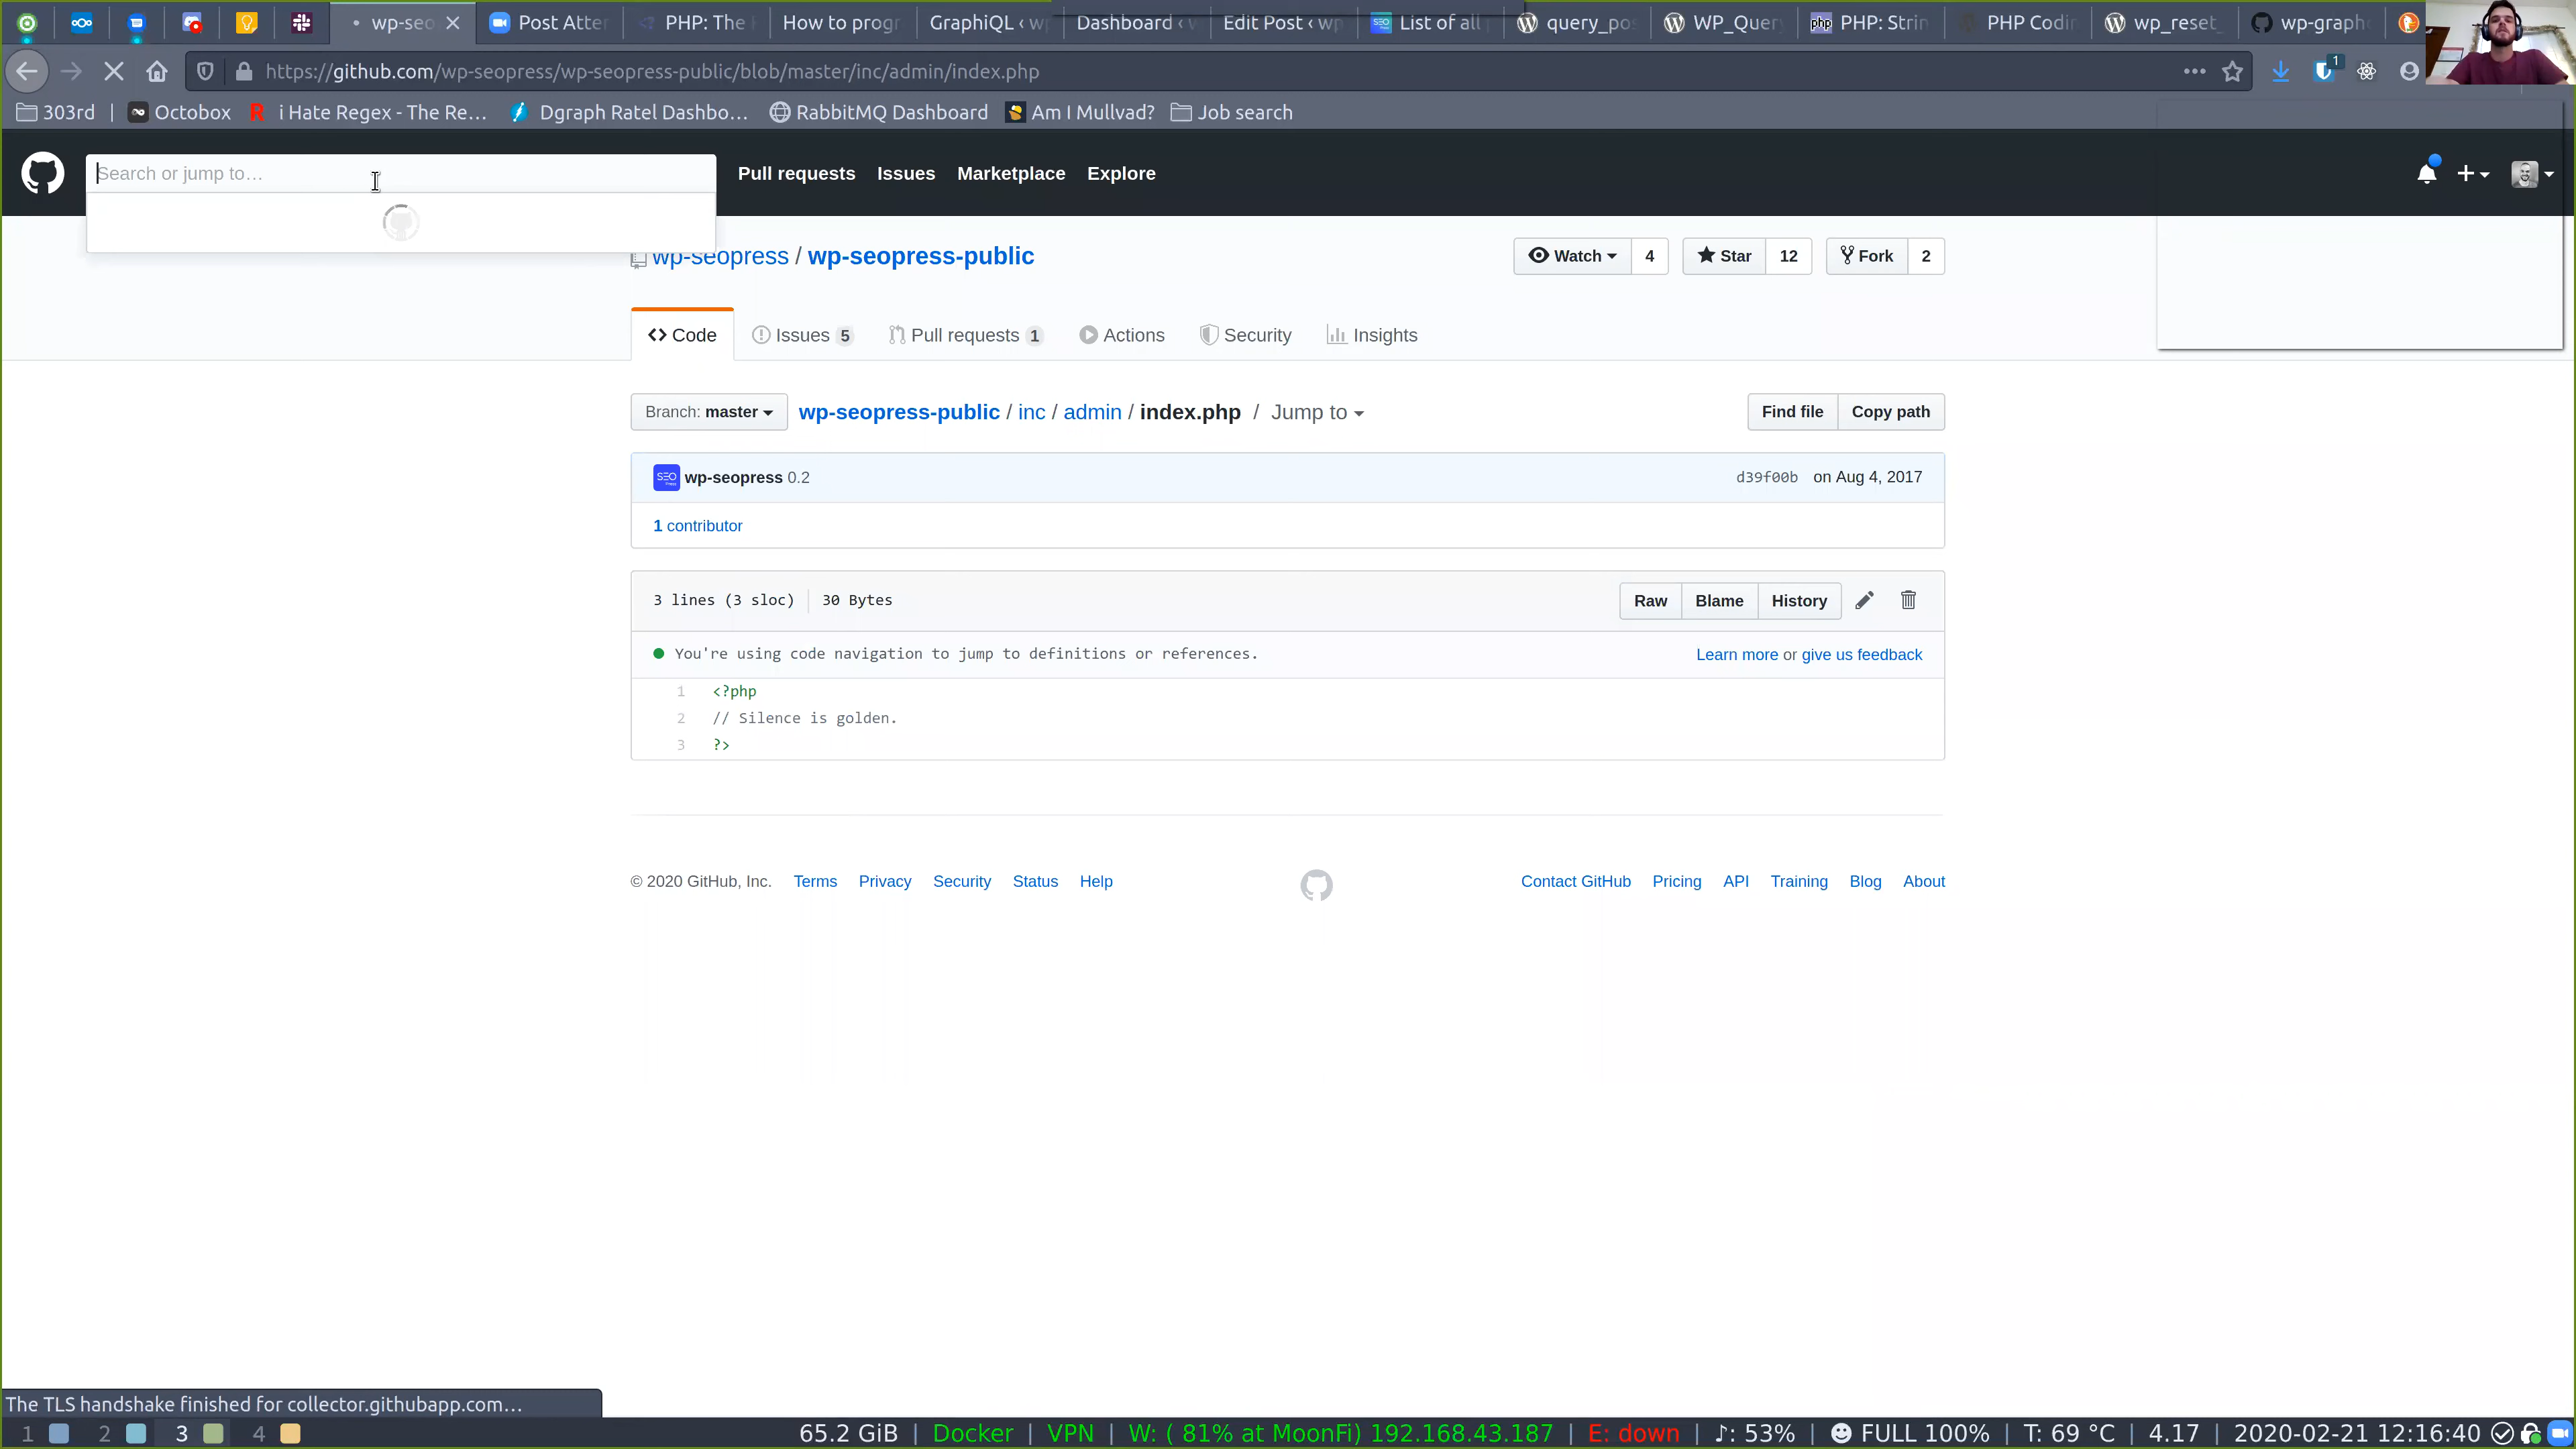 wp-seo
Post Atter
PHP: The
How to progr
GraphiQL ‹ w
Dashboard ‹ w
Edit Post ‹ wp
List of all
query_po
WP_Quer
PHP: Strin
PHP Codin
wp_reset
wp-graph
https://github.com/wp-seopress/wp-seopress-public/blob/master/inc/admin/index.php
1
303rd
Octobox
i Hate Regex - The Re…
Dgraph Ratel Dashbo…
RabbitMQ Dashboard
Am I Mullvad?
Job search
Search or jump to…
Pull requests Issues Marketplace Explore
wp-seopress / wp-seopress-public
Watch 4
Star 12
Fork 2
Code
Issues 5
Pull requests 1
Actions
Security
Insights
Branch: master
wp-seopress-public / inc / admin / index.php / Jump to
Find file Copy path
SEO Press
wp-seopress 0.2
d39f00b on Aug 4, 2017
1 contributor
3 lines (3 sloc) 30 Bytes
Raw Blame History
You're using code navigation to jump to definitions or references.
Learn more or give us feedback
1 <?php
2 // Silence is golden.
3 ?>
© 2020 GitHub, Inc. Terms Privacy Security Status Help
Contact GitHub Pricing API Training Blog About
The TLS handshake finished for collector.githubapp.com…
1 2 3 4
65.2 GiB | Docker | VPN | W: ( 81% at MoonFi) 192.168.43.187 | E: down | ♪: 53% | ☻ FULL 100% | T: 69 °C | 4.17 | 2020-02-21 12:16:40